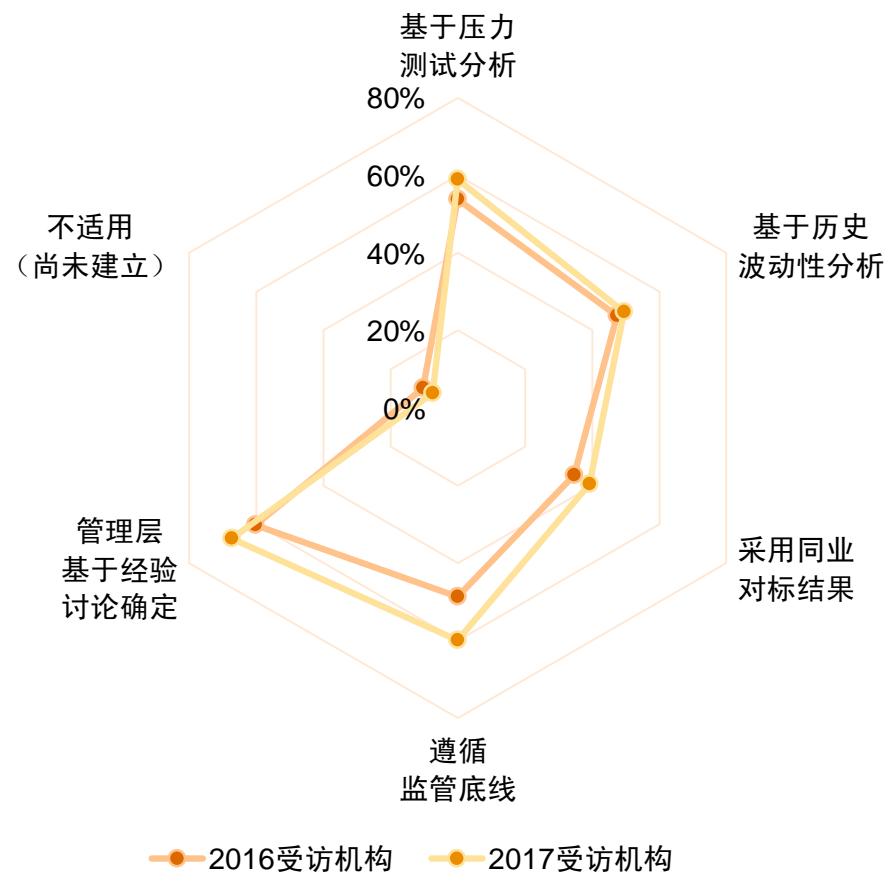 基于压力
测试分析
80%
60%
40%
20%
0%
基于历史
波动性分析
采用同业
对标结果
遵循
监管底线
管理层
基于经验
讨论确定
不适用
（尚未建立）
2016受访机构
2017受访机构